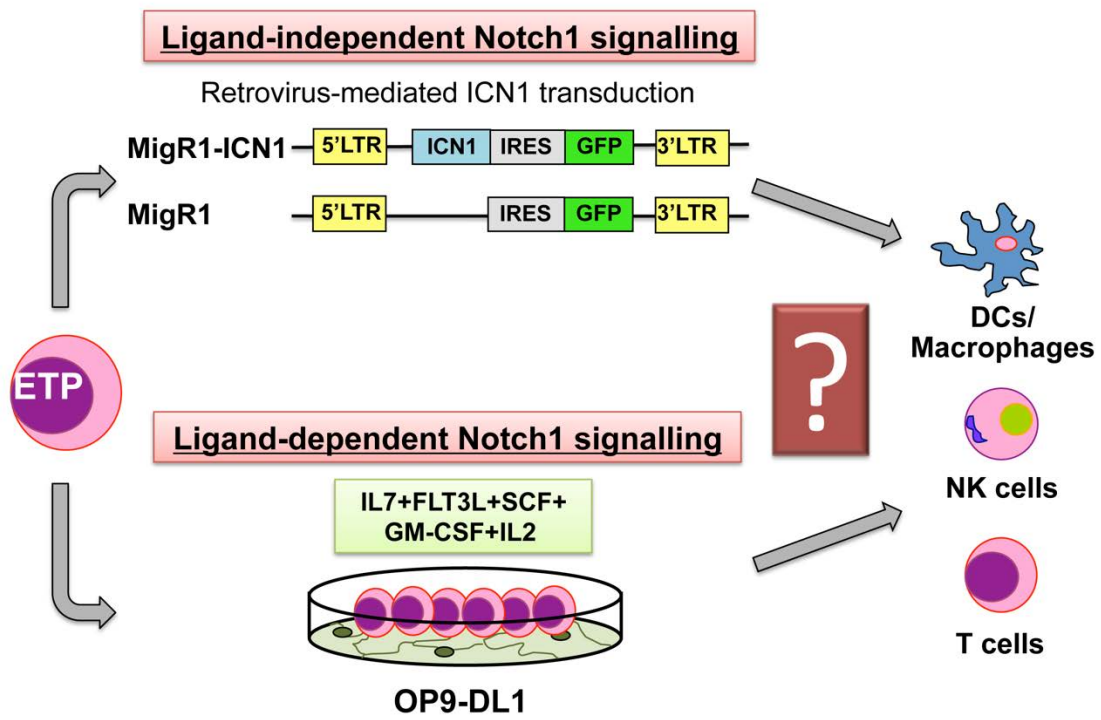 Ligand-independent Notch1 signalling
Retrovirus-mediated ICN1 transduction
MigR1-ICN1 5'LTR ICN1 IRES GFP 3'LTR
MigR1 5'LTR IRES GFP 3'LTR
DCs/
Macrophages
?
ETP
Ligand-dependent Notch1 signalling
NK cells
IL7+FLT3L+SCF+
GM-CSF+IL2
T cells
OP9-DL1